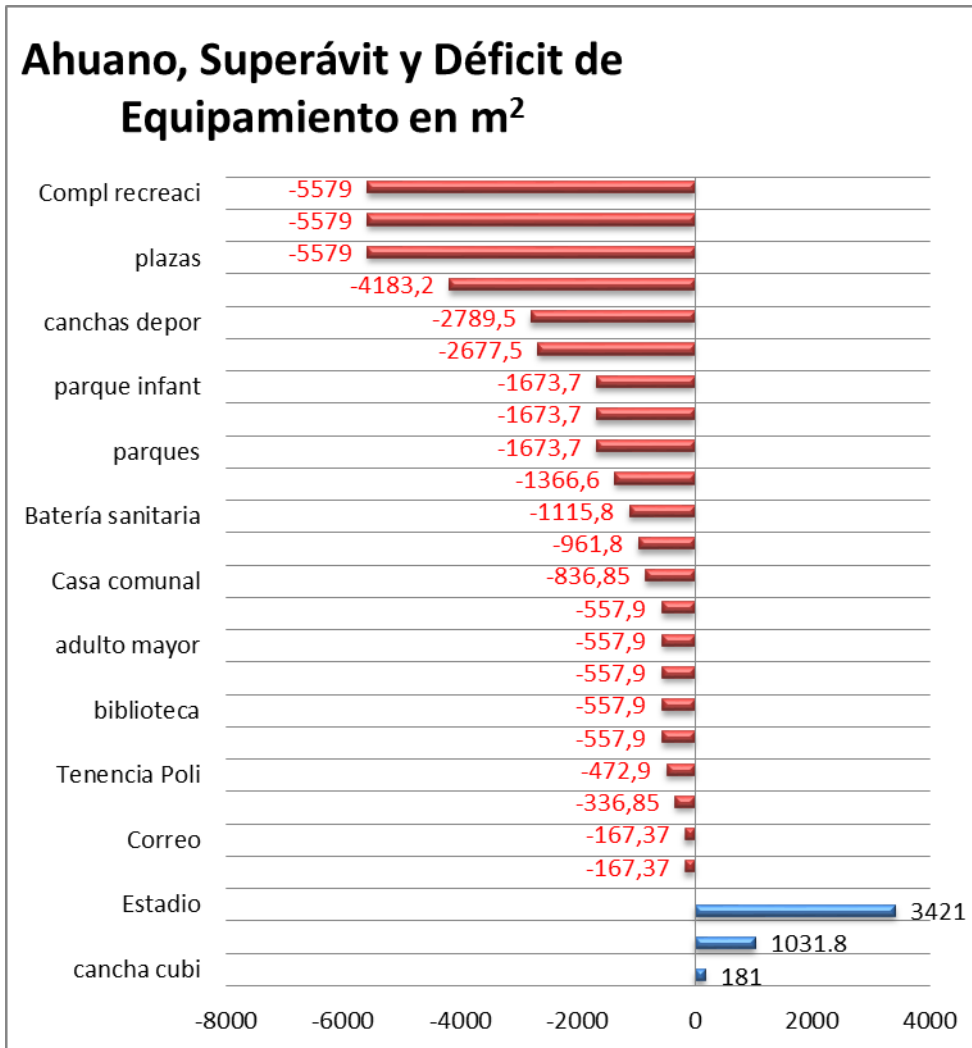 Ahuano, Superávit y Déficit de
Equipamiento en m²
Compl recreaci -5579
-5579
plazas -5579
-4183,2
canchas depor -2789,5
-2677,5
parque infant -1673,7
-1673,7
parques -1673,7
-1366,6
Batería sanitaria -1115,8
-961,8
Casa comunal -836,85
-557,9
adulto mayor -557,9
-557,9
biblioteca -557,9
-557,9
Tenencia Poli -472,9
-336,85
Correo -167,37
-167,37
Estadio 3421
1031.8
cancha cubi 181
-8000 -6000 -4000 -2000 0 2000 4000